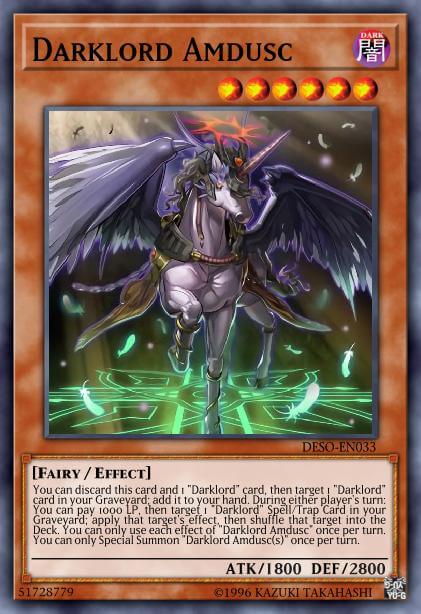 DARKLORD AMDUSC
DARK
闇
DESO-EN033
[FAIRY / EFFECT]
You can discard this card and 1 "Darklord" card, then target 1 "Darklord"
card in your Graveyard; add it to your hand. During either player's turn:
You can pay 1000 LP, then target 1 "Darklord" Spell/Trap Card in your
Graveyard; apply that target's effect, then shuffle that target into the
Deck. You can only use each effect of "Darklord Amdusc" once per turn.
You can only Special Summon "Darklord Amdusc(s)" once per turn.
ATK/1800 DEF/2800
51728779
©1996 KAZUKI TAKAHASHI